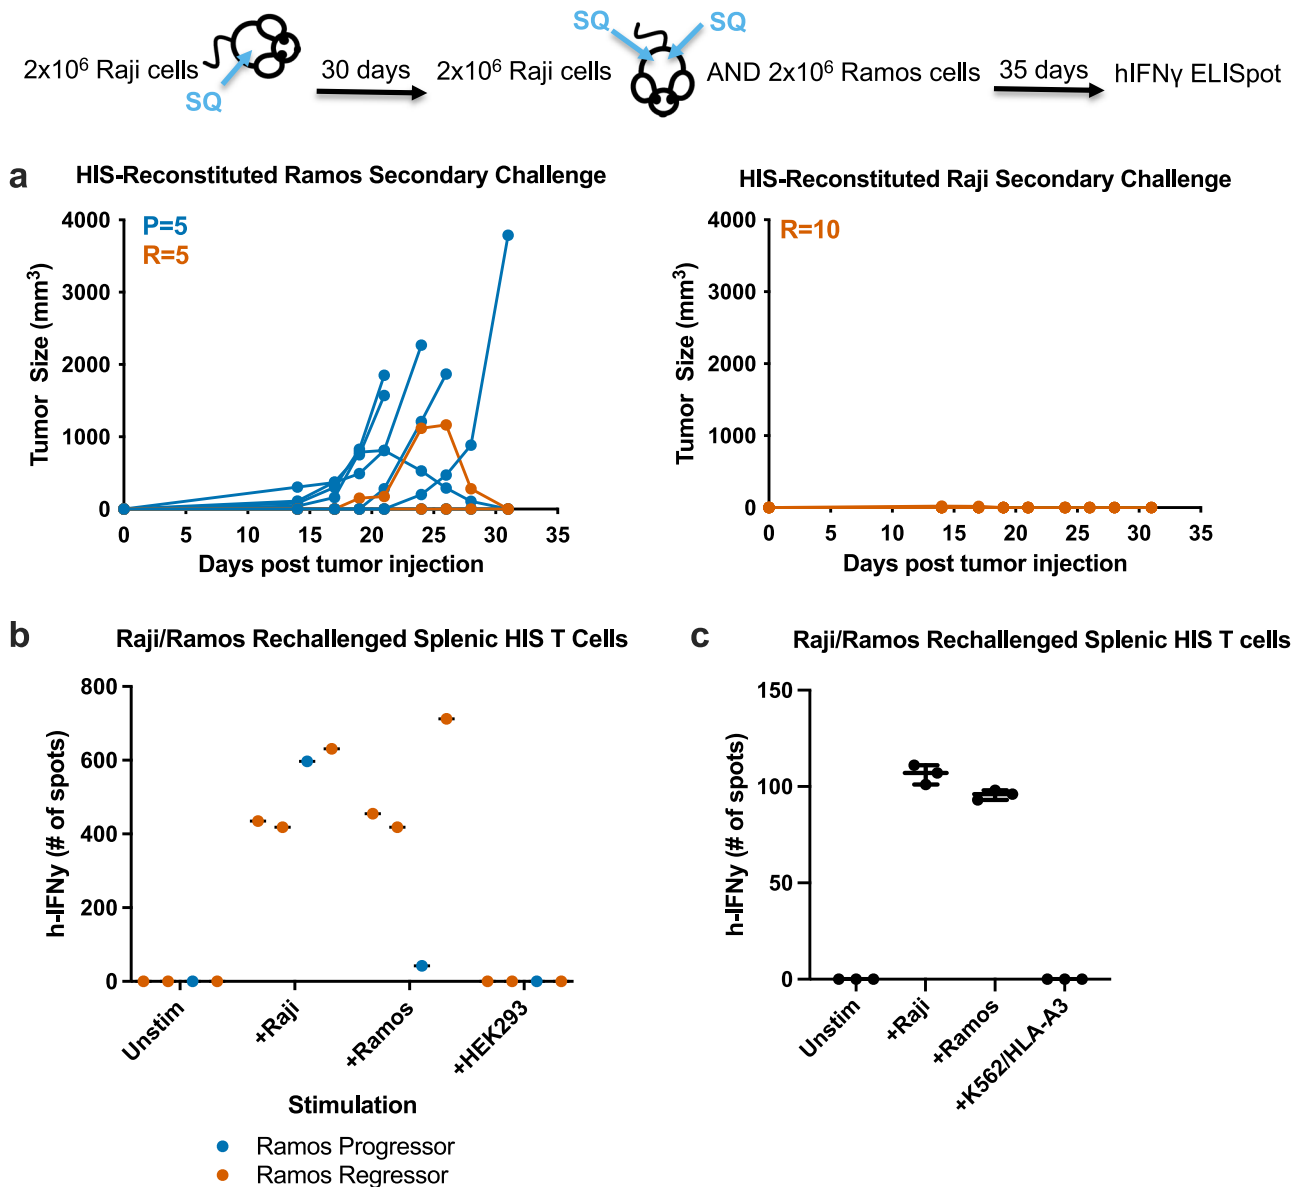 SQ SQ
2x10⁶ Raji cells 30 days 2x10⁶ Raji cells AND 2x10⁶ Ramos cells 35 days hIFNγ ELISpot
SQ
a HIS-Reconstituted Ramos Secondary Challenge
P=5
R=5
Tumor Size (mm³)
4000
3000
2000
1000
0
0 5 10 15 20 25 30 35
Days post tumor injection
HIS-Reconstituted Raji Secondary Challenge
R=10
Tumor Size (mm³)
4000
3000
2000
1000
0
0 5 10 15 20 25 30 35
Days post tumor injection
b Raji/Ramos Rechallenged Splenic HIS T Cells
h-IFNy (# of spots)
800
600
400
200
0
Unstim +Raji +Ramos +HEK293
Stimulation
Ramos Progressor
Ramos Regressor
c Raji/Ramos Rechallenged Splenic HIS T cells
h-IFNy (# of spots)
150
100
50
0
Unstim +Raji +Ramos +K562/HLA-A3